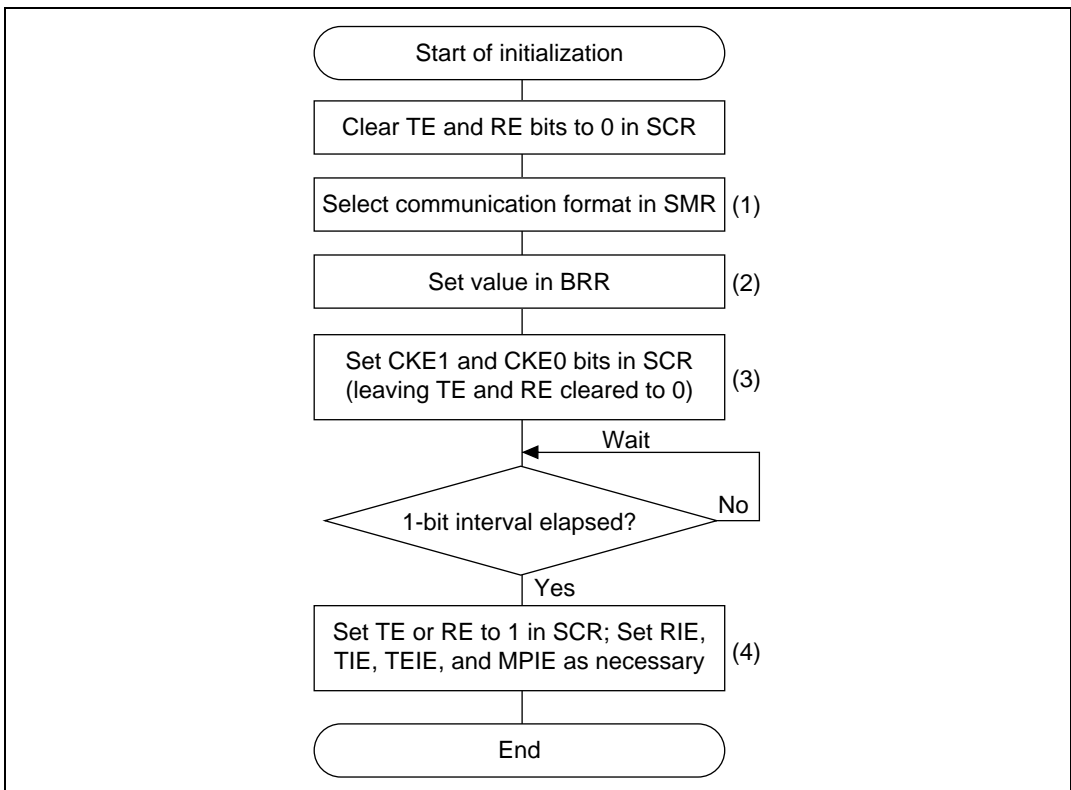 Start of initialization
Clear TE and RE bits to 0 in SCR
Select communication format in SMR
(1)
Set value in BRR
(2)
Set CKE1 and CKE0 bits in SCR
(leaving TE and RE cleared to 0)
(3)
Wait
1-bit interval elapsed?
No
Yes
Set TE or RE to 1 in SCR; Set RIE,
TIE, TEIE, and MPIE as necessary
(4)
End